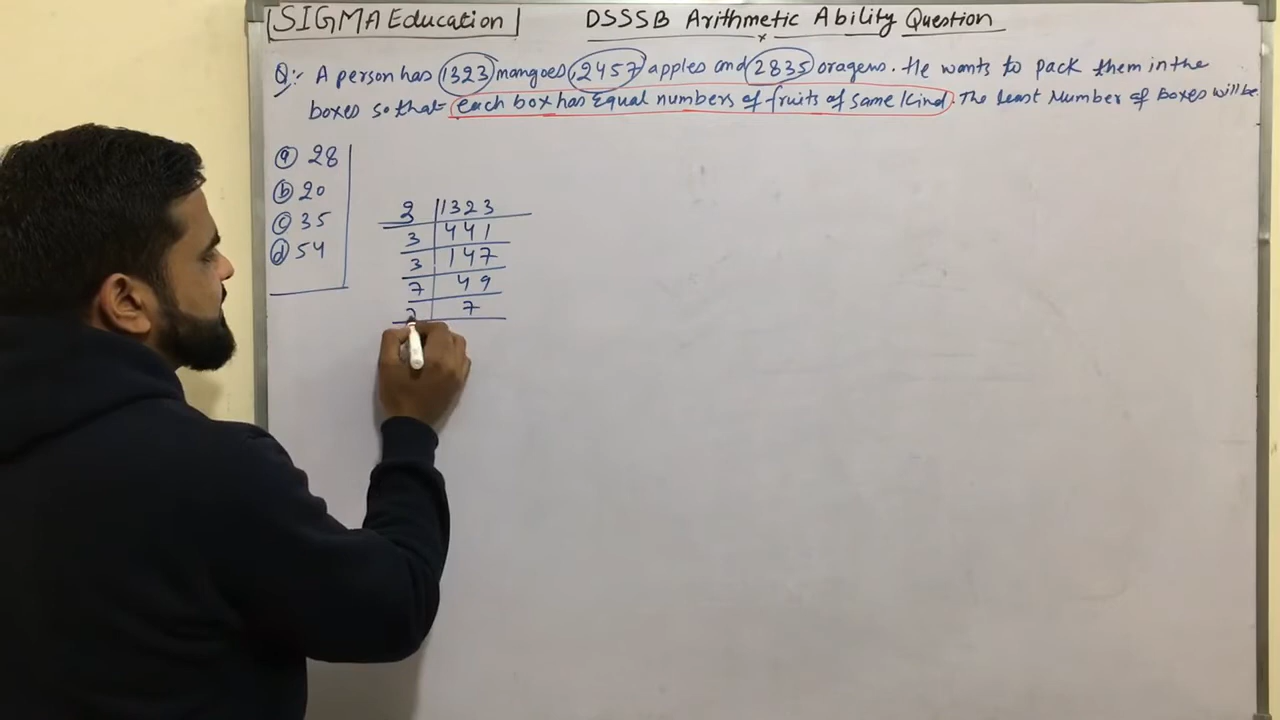 SIGMA Education
DSSSB Arithmetic Ability Question
x
Q:- A person has 1323 mangoes, 2457 apples and 2835 oragens. He wants to pack them in the
boxes so that each box has Equal numbers of fruits of same kind. The least Number of boxes will be
a 28
b 20
c 35
d 54
3 | 1323
3 | 441
3 | 147
7 | 49
7